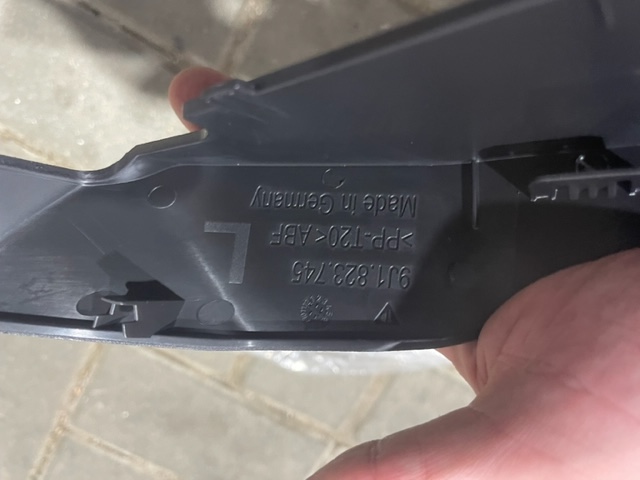 9J1.823.745
>PP-T20< ABF
Made in Germany
L